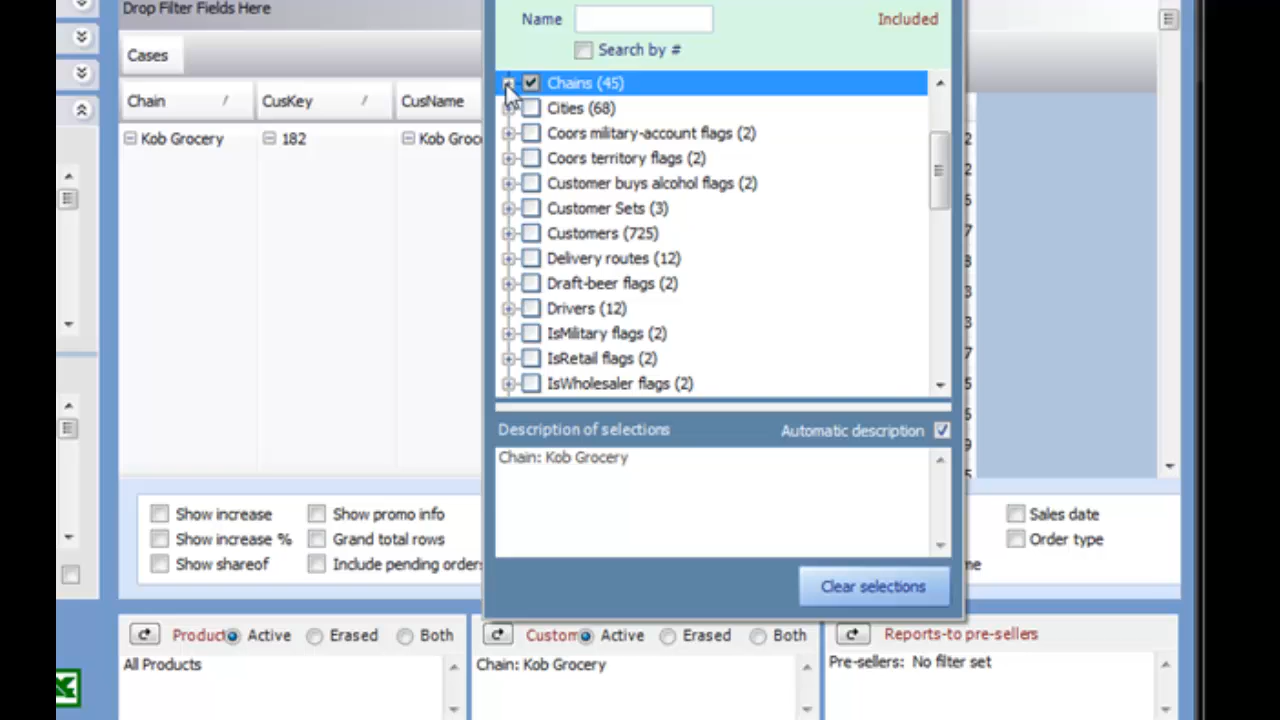 Drop Filter Fields Here
Name
Included
Search by #
Cases
Chain / CusKey / CusName
Kob Grocery 182
Chains (45)
Cities (68)
Coors military-account flags (2)
Coors territory flags (2)
Customer buys alcohol flags (2)
Customer Sets (3)
Customers (725)
Delivery routes (12)
Draft-beer flags (2)
Drivers (12)
IsMilitary flags (2)
IsRetail flags (2)
IsWholesaler flags (2)
Description of selections Automatic description
Chain: Kob Grocery
Clear selections
Show increase Show promo info Sales date
Show increase % Grand total rows Order type
Show shareof Include pending orders
Product Active Erased Both
Custom Active Erased Both
Reports-to pre-sellers
All Products
Chain: Kob Grocery
Pre-sellers: No filter set